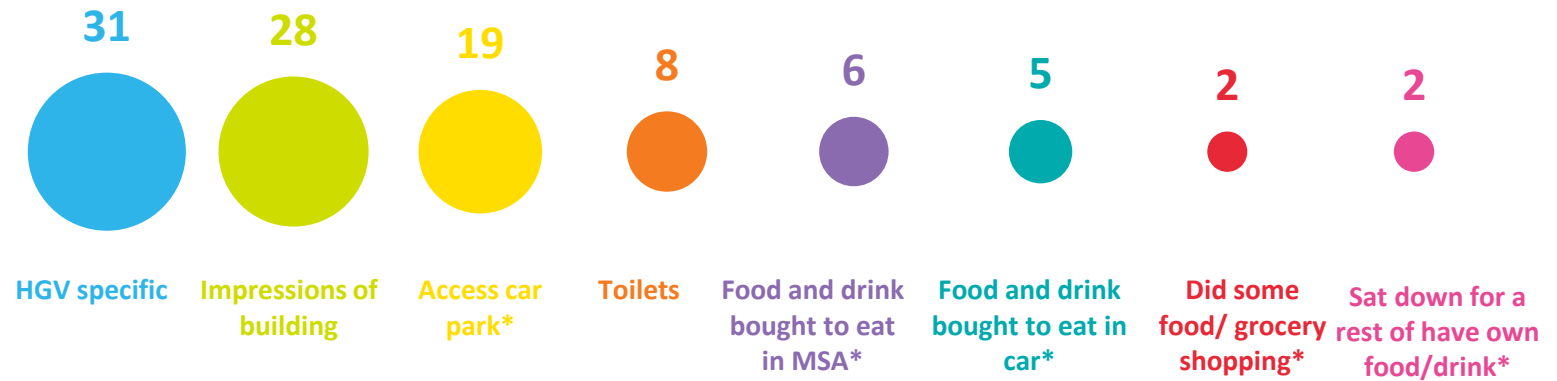 31
28
19
8
6
5
2
2
HGV specific
Impressions of
building
Access car
park*
Toilets
Food and drink
bought to eat
in MSA*
Food and drink
bought to eat in
car*
Did some
food/ grocery
shopping*
Sat down for a
rest of have own
food/drink*